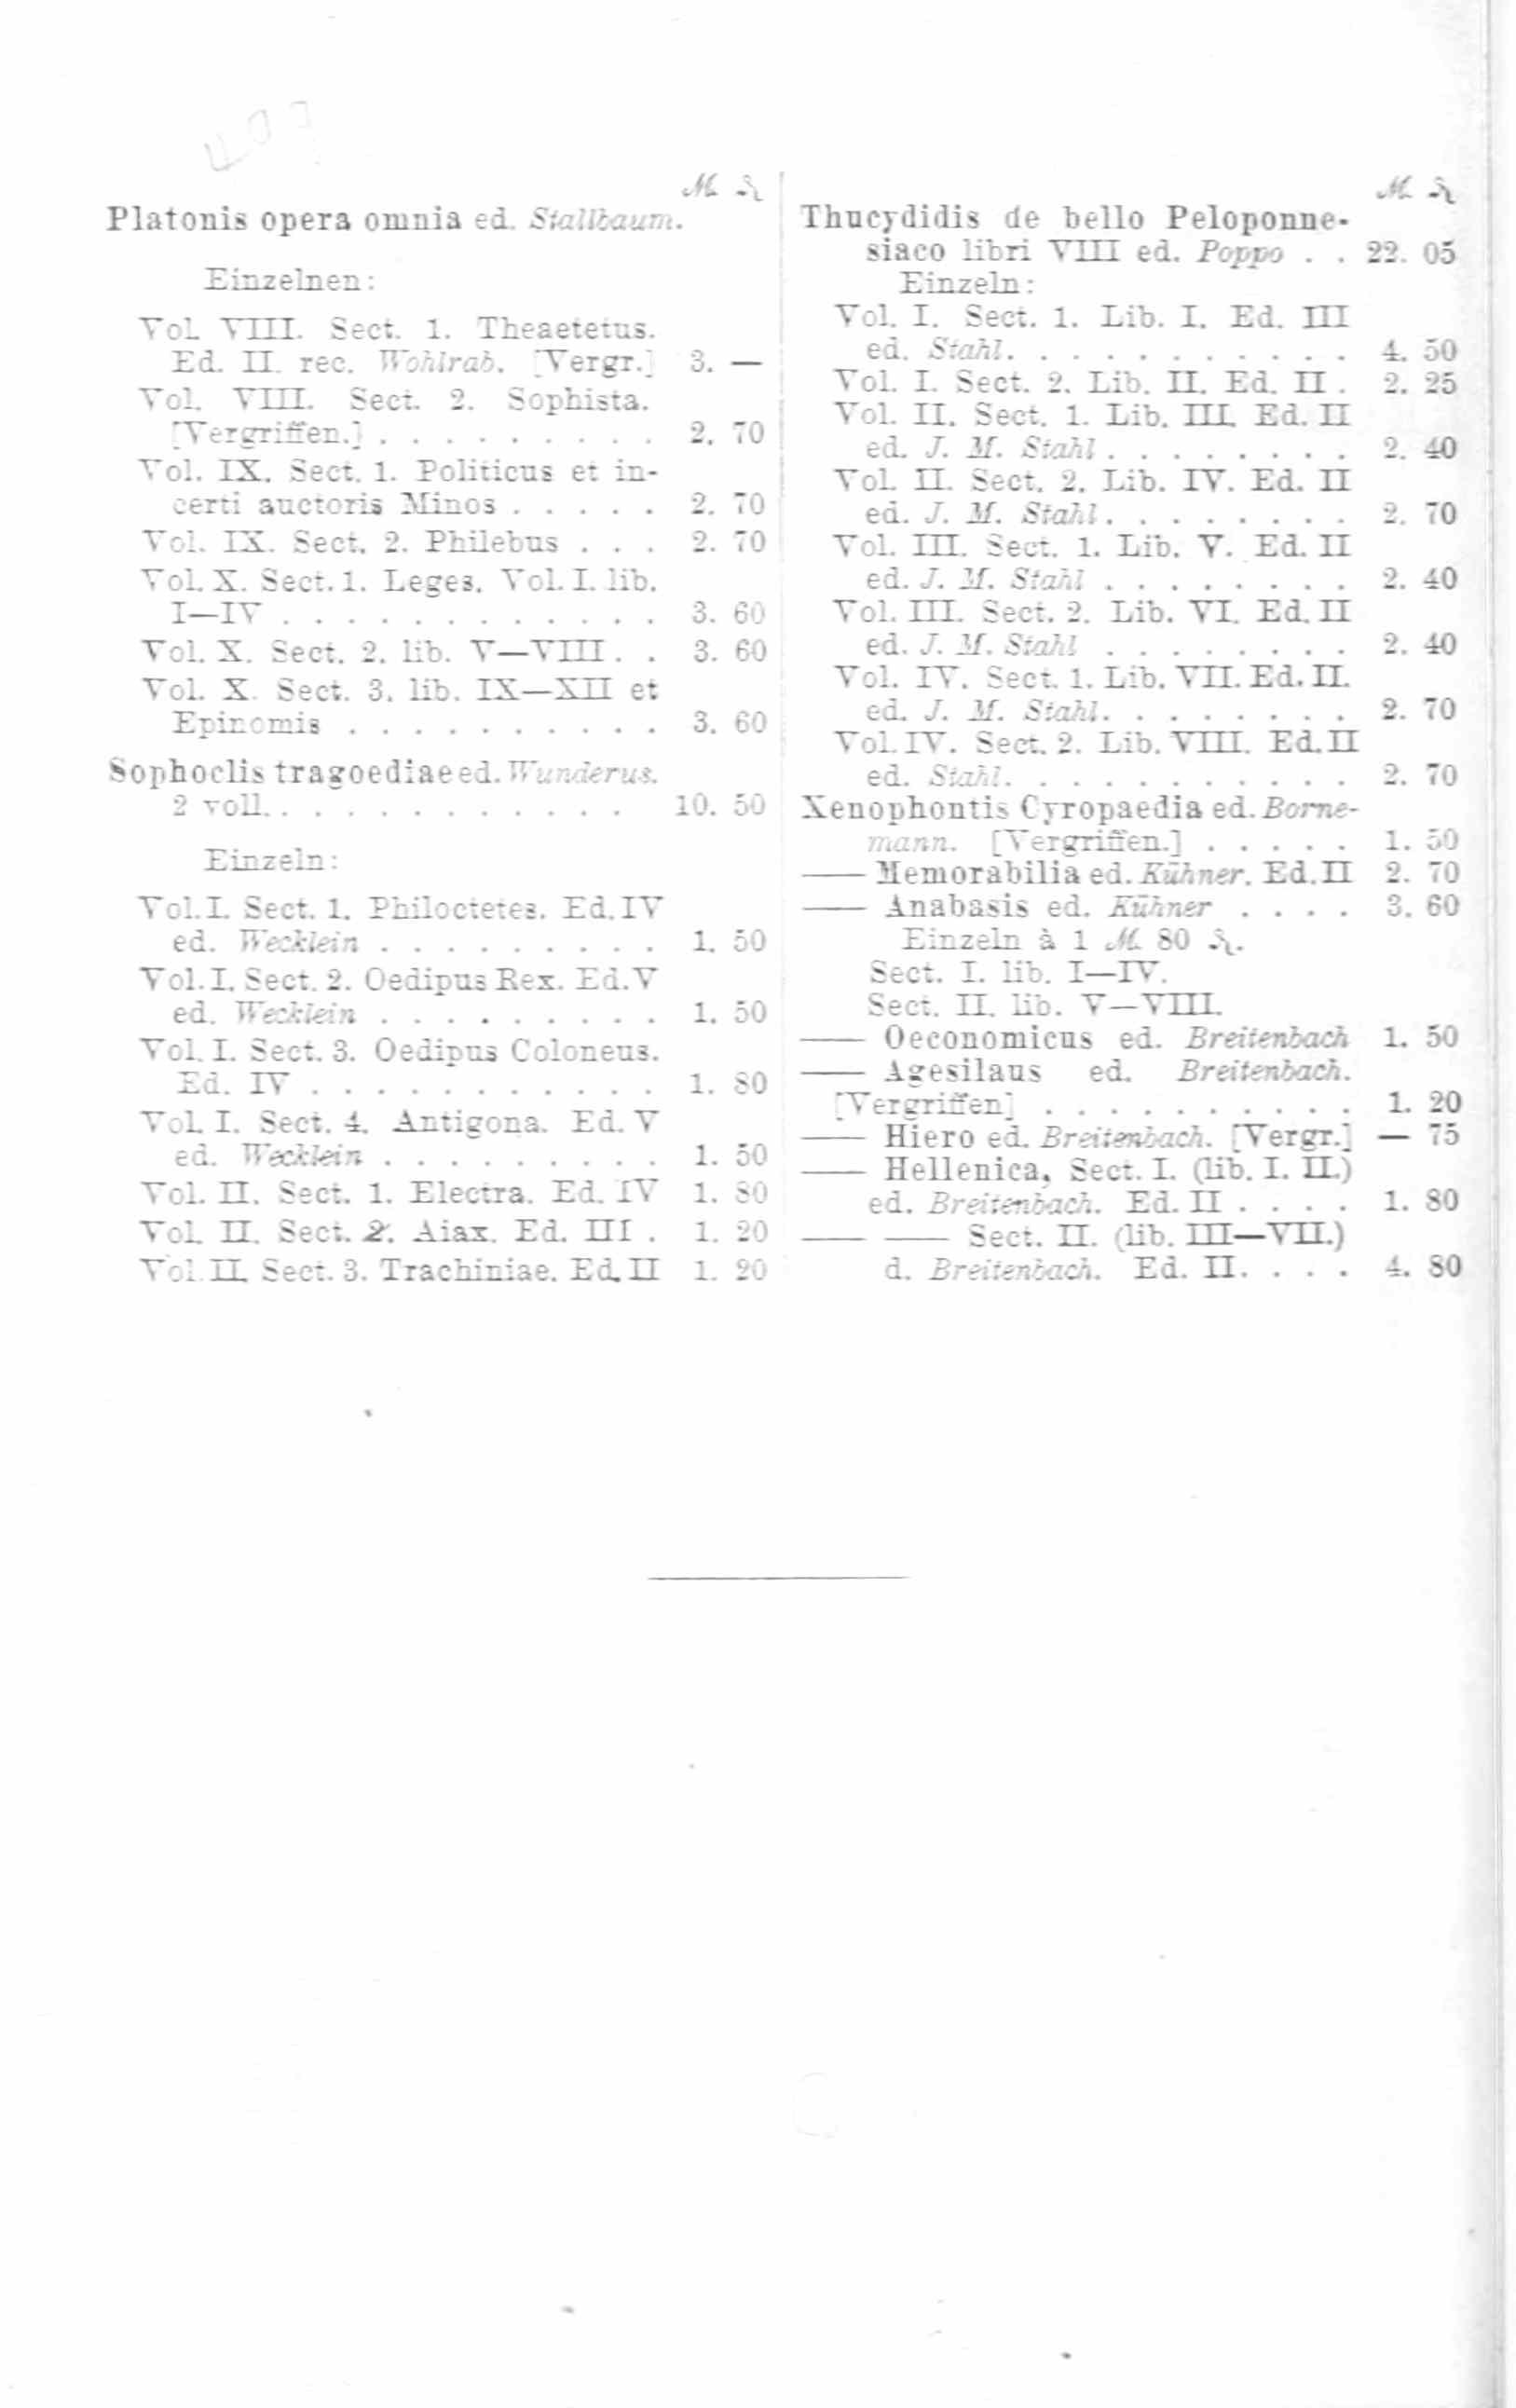 ℳ ₰
Platonis opera omnia ed. Stallbaum.
Einzelnen:
Vol. VIII. Sect. 1. Theaetetus.
Ed. II. rec. Wohlrab. [Vergr.] 3. —
Vol. VIII. Sect. 2. Sophista.
[Vergriffen.] . . . . . . . . . 2. 70
Vol. IX. Sect. 1. Politicus et in-
certi auctoris Minos . . . . . 2. 70
Vol. IX. Sect. 2. Philebus . . . 2. 70
Vol. X. Sect. 1. Leges. Vol. I. lib.
I—IV . . . . . . . . . . . . 3. 60
Vol. X. Sect. 2. lib. V—VIII. . 3. 60
Vol. X. Sect. 3. lib. IX—XII et
Epinomis . . . . . . . . . . 3. 60
Sophoclis tragoediae ed. Wunderus.
2 voll. . . . . . . . . . . . 10. 50
Einzeln:
Vol. I. Sect. 1. Philoctetes. Ed. IV
ed. Wecklein . . . . . . . . . 1. 50
Vol. I. Sect. 2. Oedipus Rex. Ed. V
ed. Wecklein . . . . . . . . . 1. 50
Vol. I. Sect. 3. Oedipus Coloneus.
Ed. IV . . . . . . . . . . . 1. 80
Vol. I. Sect. 4. Antigona. Ed. V
ed. Wecklein . . . . . . . . . 1. 50
Vol. II. Sect. 1. Electra. Ed. IV 1. 80
Vol. II. Sect. 2. Aiax. Ed. III . 1. 20
Vol. II. Sect. 3. Trachiniae. Ed. II 1. 20
ℳ ₰
Thucydidis de bello Peloponne-
siaco libri VIII ed. Poppo . . 22. 05
Einzeln:
Vol. I. Sect. 1. Lib. I. Ed. III
ed. Stahl. . . . . . . . . . . 4. 50
Vol. I. Sect. 2. Lib. II. Ed. II . 2. 25
Vol. II. Sect. 1. Lib. III. Ed. II
ed. J. M. Stahl . . . . . . . . 2. 40
Vol. II. Sect. 2. Lib. IV. Ed. II
ed. J. M. Stahl. . . . . . . . 2. 70
Vol. III. Sect. 1. Lib. V. Ed. II
ed. J. M. Stahl . . . . . . . . 2. 40
Vol. III. Sect. 2. Lib. VI. Ed. II
ed. J. M. Stahl . . . . . . . . 2. 40
Vol. IV. Sect. 1. Lib. VII. Ed. II.
ed. J. M. Stahl. . . . . . . . 2. 70
Vol. IV. Sect. 2. Lib. VIII. Ed. II
ed. Stahl. . . . . . . . . . . 2. 70
Xenophontis Cyropaedia ed. Borne-
mann. [Vergriffen.] . . . . . 1. 50
—— Memorabilia ed. Kühner. Ed. II 2. 70
—— Anabasis ed. Kühner . . . . 3. 60
Einzeln à 1 ℳ 80 ₰.
Sect. I. lib. I—IV.
Sect. II. lib. V—VIII.
—— Oeconomicus ed. Breitenbach 1. 50
—— Agesilaus ed. Breitenbach.
[Vergriffen] . . . . . . . . . . 1. 20
—— Hiero ed. Breitenbach. [Vergr.] — 75
—— Hellenica, Sect. I. (lib. I. II.)
ed. Breitenbach. Ed. II . . . . 1. 80
—— —— Sect. II. (lib. III—VII.)
d. Breitenbach. Ed. II. . . . 4. 80